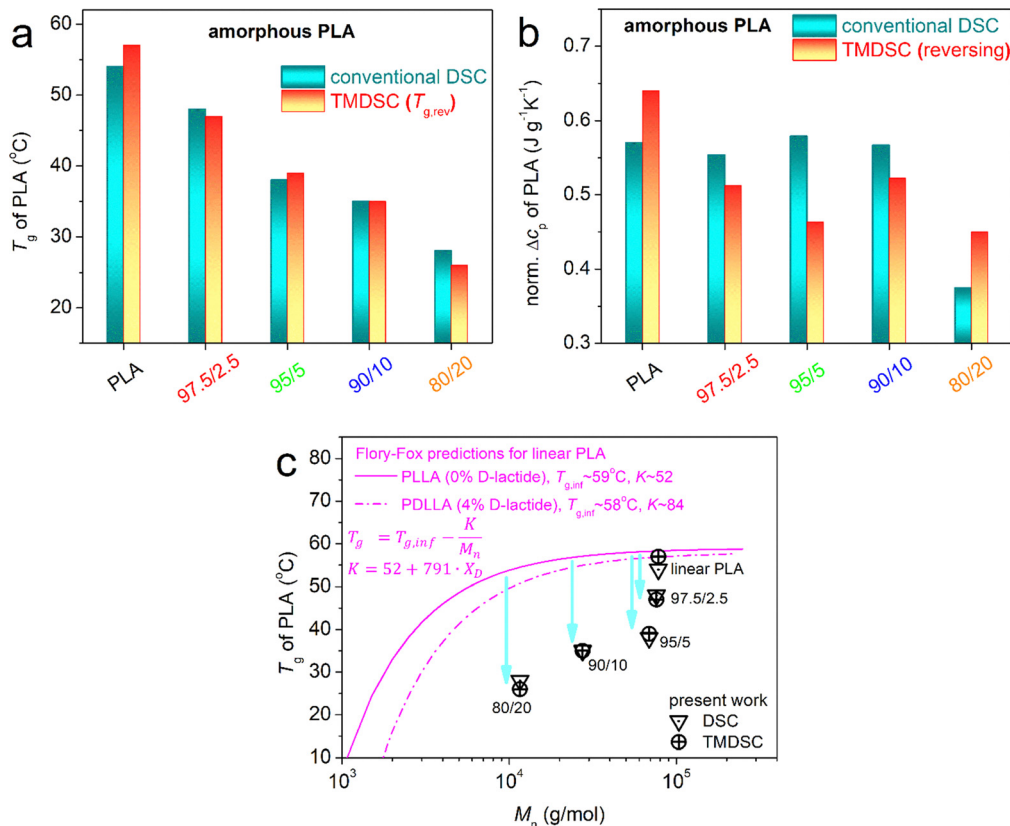 a
amorphous PLA
conventional DSC
TMDSC (Tg,rev)
Tg of PLA (°C)
60
50
40
30
20
PLA
97.5/2.5
95/5
90/10
80/20
b
amorphous PLA
conventional DSC
TMDSC (reversing)
norm. Δcp of PLA (J g⁻¹K⁻¹)
0.7
0.6
0.5
0.4
0.3
PLA
97.5/2.5
95/5
90/10
80/20
c
Flory-Fox predictions for linear PLA
PLLA (0% D-lactide), Tg,inf~59°C, K~52
PDLLA (4% D-lactide), Tg,inf~58°C, K~84
Tg = Tg,inf − K/Mn
K = 52 + 791 · XD
Tg of PLA (°C)
80
70
60
50
40
30
20
10
linear PLA
97.5/2.5
95/5
90/10
80/20
present work
DSC
TMDSC
10³
10⁴
10⁵
Mn (g/mol)